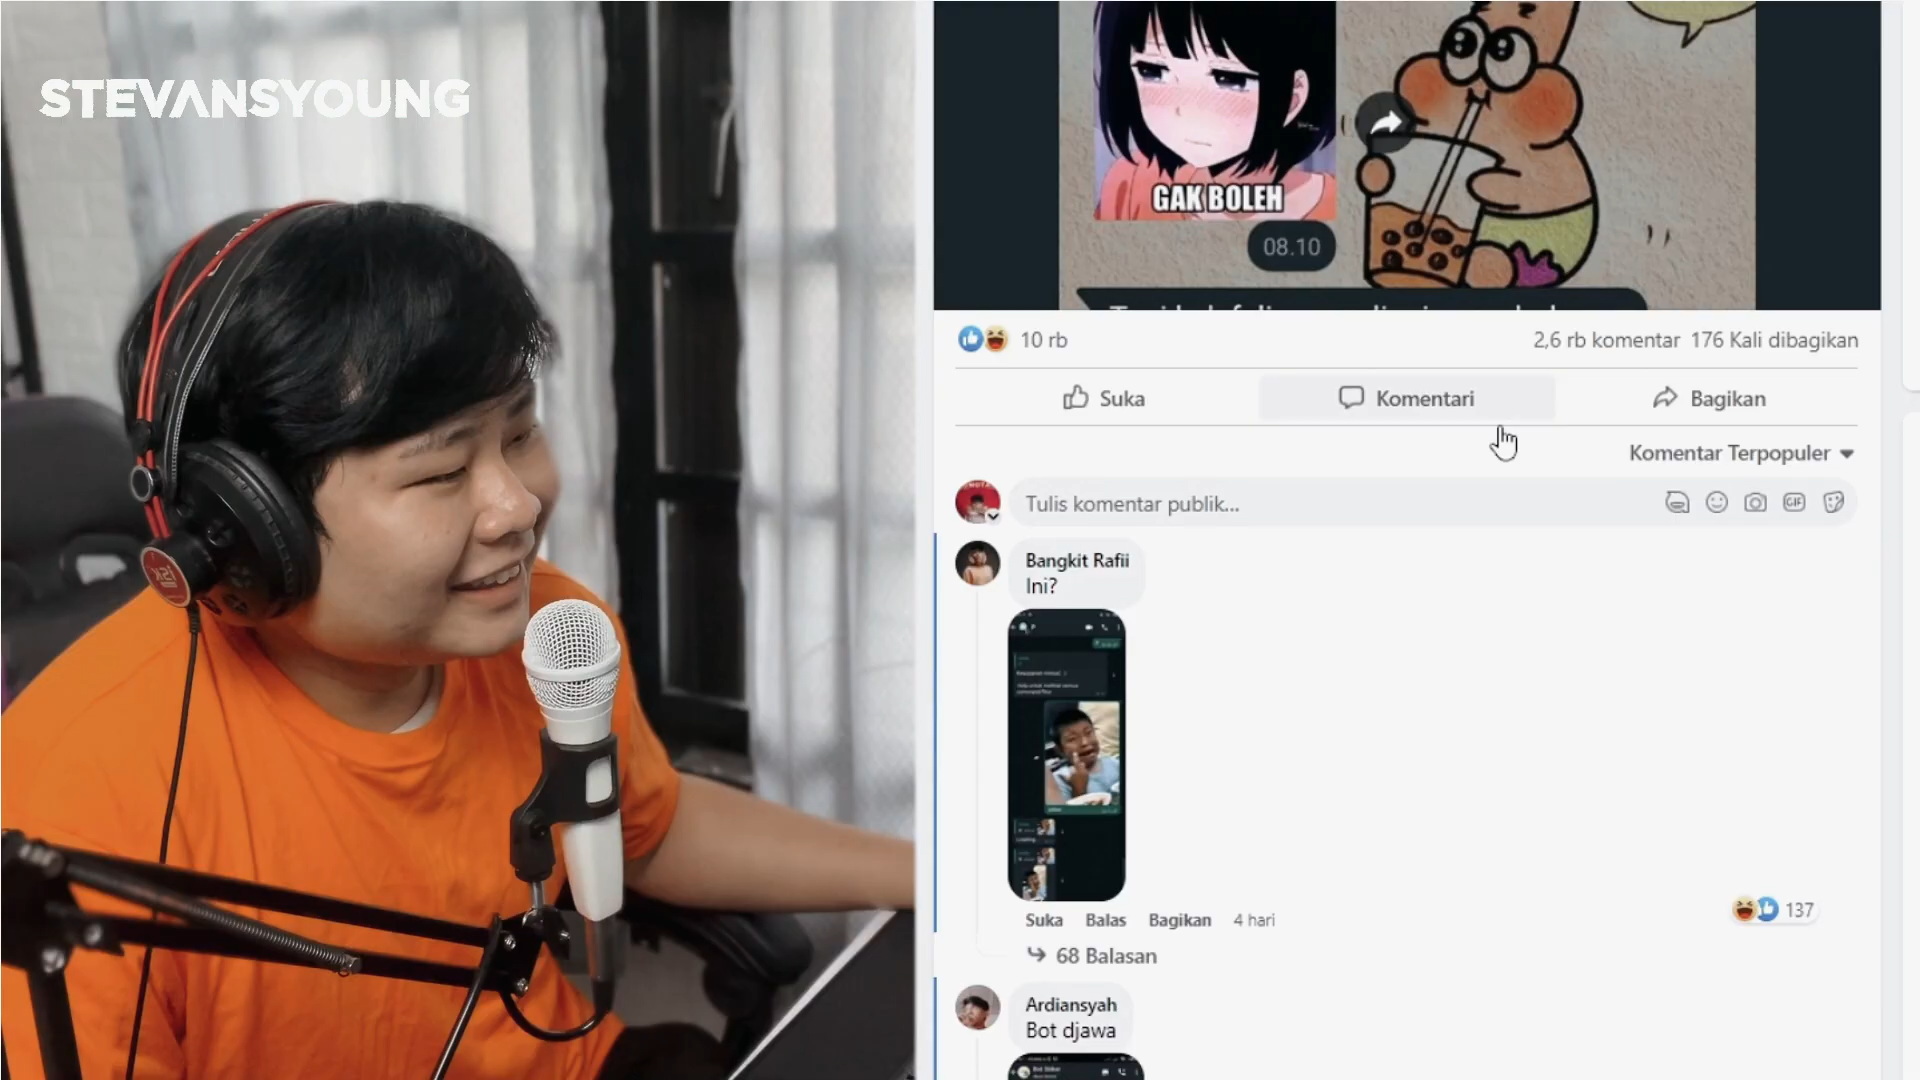 STEVANSYOUNG
GAK BOLEH
08.10
10 rb
2,6 rb komentar 176 Kali dibagikan
Suka
Komentari
Bagikan
Komentar Terpopuler
Tulis komentar publik...
GIF
Bangkit Rafii
Ini?
Suka Balas Bagikan 4 hari
137
68 Balasan
Ardiansyah
Bot djawa